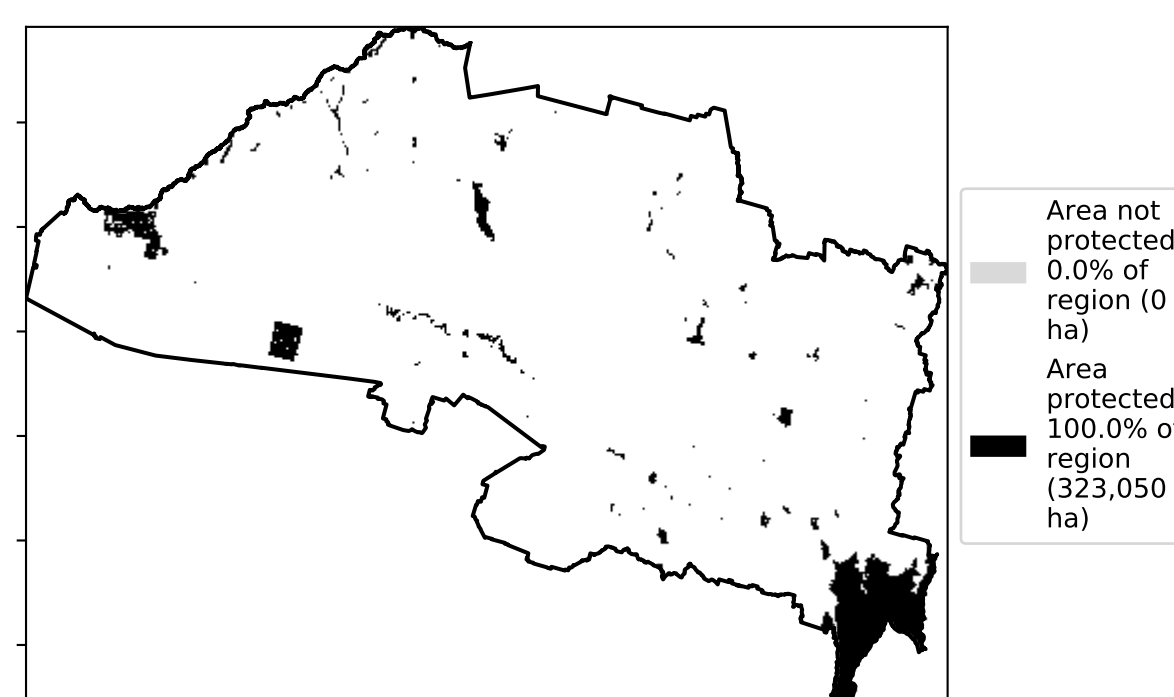 Area not
protected
0.0% of
region (0
ha)
Area
protected
100.0% of
region
(323,050
ha)